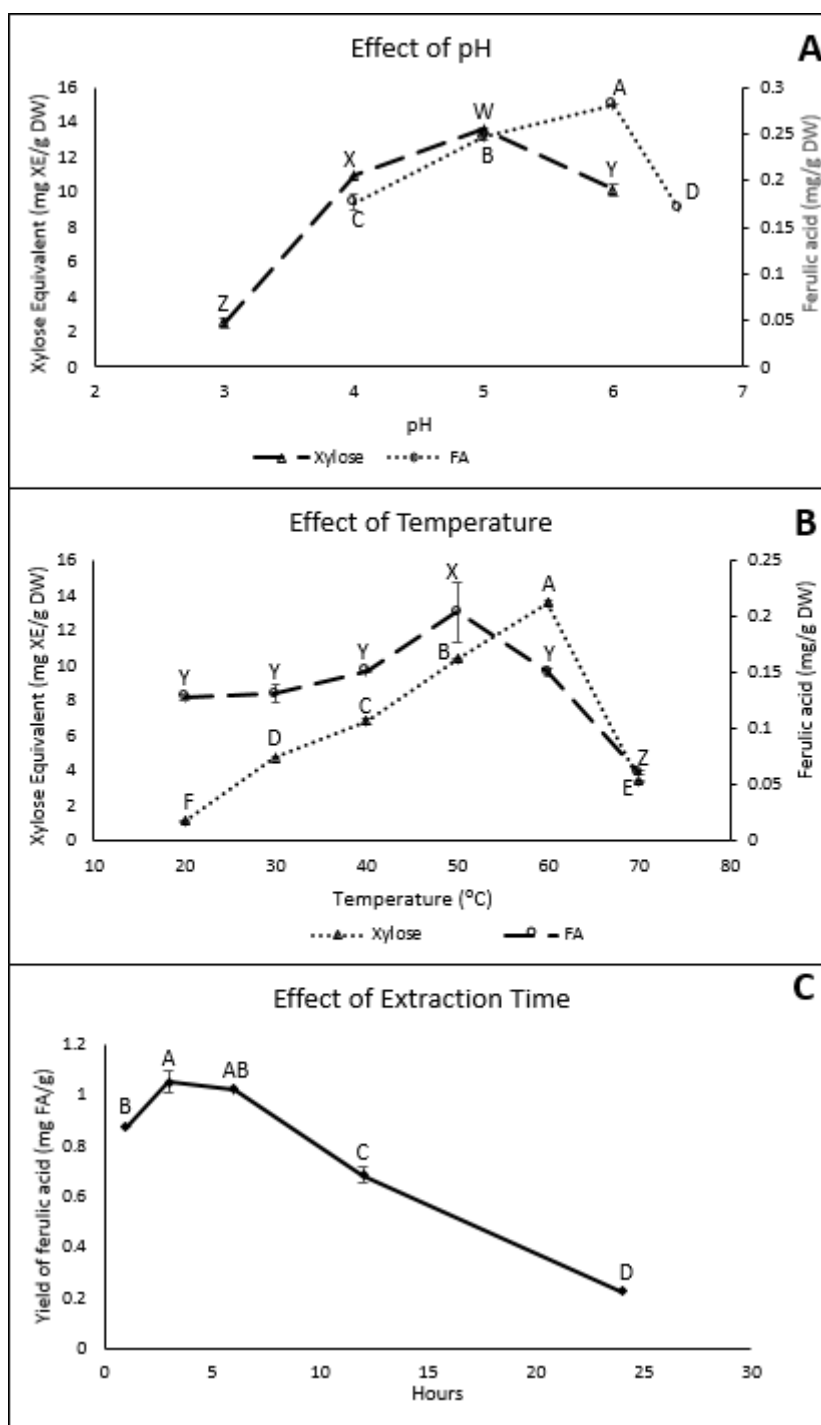 Effect of pH
A
Xylose Equivalent (mg XE/g DW)
16
14
12
10
8
6
4
2
0
Z
X
W
Y
C
B
A
D
0.3
0.25
0.2
0.15
0.1
0.05
0
Ferulic acid (mg/g DW)
2 3 4 5 6 7
pH
Xylose FA
Effect of Temperature
B
Xylose Equivalent (mg XE/g DW)
16
14
12
10
8
6
4
2
0
Y Y Y X Y Z
F D C B A E
0.25
0.2
0.15
0.1
0.05
0
Ferulic acid (mg/g DW)
10 20 30 40 50 60 70 80
Temperature (°C)
Xylose FA
Effect of Extraction Time
C
Yield of ferulic acid (mg FA/g)
1.2
1
0.8
0.6
0.4
0.2
0
B A AB C D
0 5 10 15 20 25 30
Hours